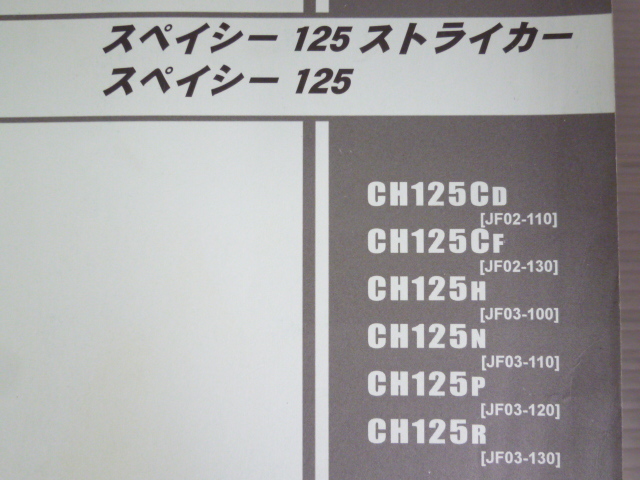 スペイシー 125 ストライカー
スペイシー 125
CH125CD
[JF02-110]
CH125CF
[JF02-130]
CH125H
[JF03-100]
CH125N
[JF03-110]
CH125P
[JF03-120]
CH125R
[JF03-130]